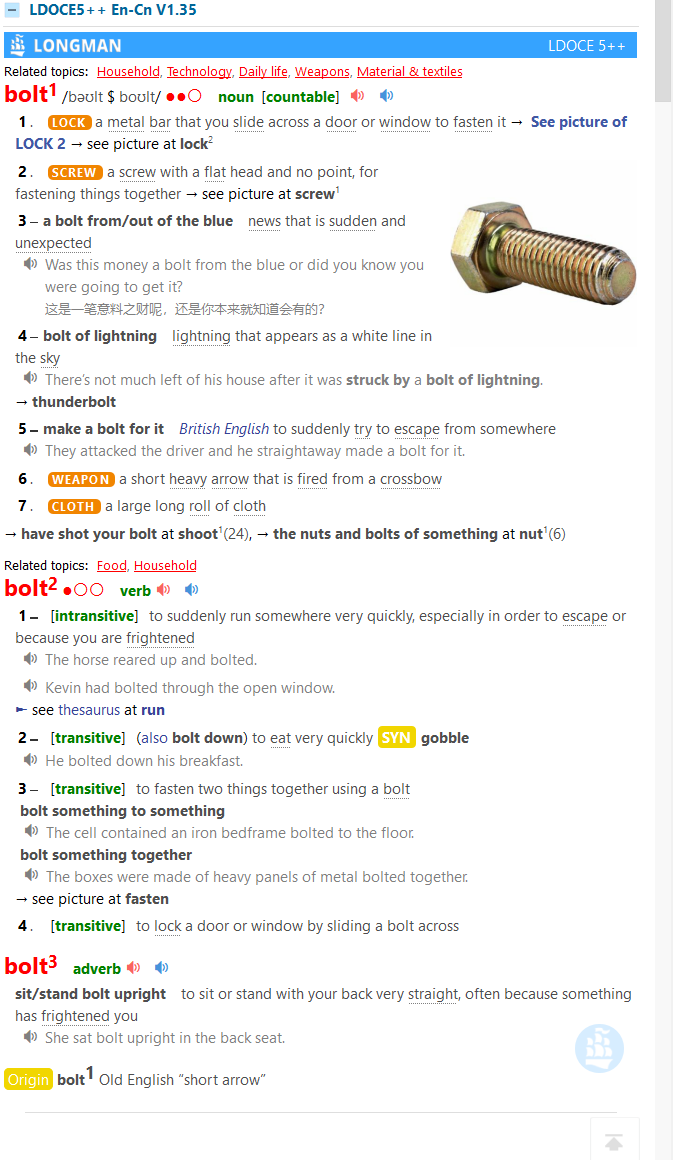 LDOCE5++ En-Cn V1.35
LONGMAN LDOCE 5++
Related topics: Household, Technology, Daily life, Weapons, Material & textiles
bolt1 /bəʊlt $ boʊlt/ ●●○ noun [countable]
1 . LOCK a metal bar that you slide across a door or window to fasten it → See picture of
LOCK 2 → see picture at lock2
2 . SCREW a screw with a flat head and no point, for
fastening things together → see picture at screw1
3 – a bolt from/out of the blue news that is sudden and
unexpected
Was this money a bolt from the blue or did you know you
were going to get it?
这是一笔意料之财呢，还是你本来就知道会有的？
4 – bolt of lightning lightning that appears as a white line in
the sky
There’s not much left of his house after it was struck by a bolt of lightning.
→ thunderbolt
5 – make a bolt for it British English to suddenly try to escape from somewhere
They attacked the driver and he straightaway made a bolt for it.
6 . WEAPON a short heavy arrow that is fired from a crossbow
7 . CLOTH a large long roll of cloth
→ have shot your bolt at shoot1(24), → the nuts and bolts of something at nut1(6)
Related topics: Food, Household
bolt2 ●○○ verb
1 – [intransitive] to suddenly run somewhere very quickly, especially in order to escape or
because you are frightened
The horse reared up and bolted.
Kevin had bolted through the open window.
► see thesaurus at run
2 – [transitive] (also bolt down) to eat very quickly SYN gobble
He bolted down his breakfast.
3 – [transitive] to fasten two things together using a bolt
bolt something to something
The cell contained an iron bedframe bolted to the floor.
bolt something together
The boxes were made of heavy panels of metal bolted together.
→ see picture at fasten
4 . [transitive] to lock a door or window by sliding a bolt across
bolt3 adverb
sit/stand bolt upright to sit or stand with your back very straight, often because something
has frightened you
She sat bolt upright in the back seat.
Origin bolt1 Old English “short arrow”